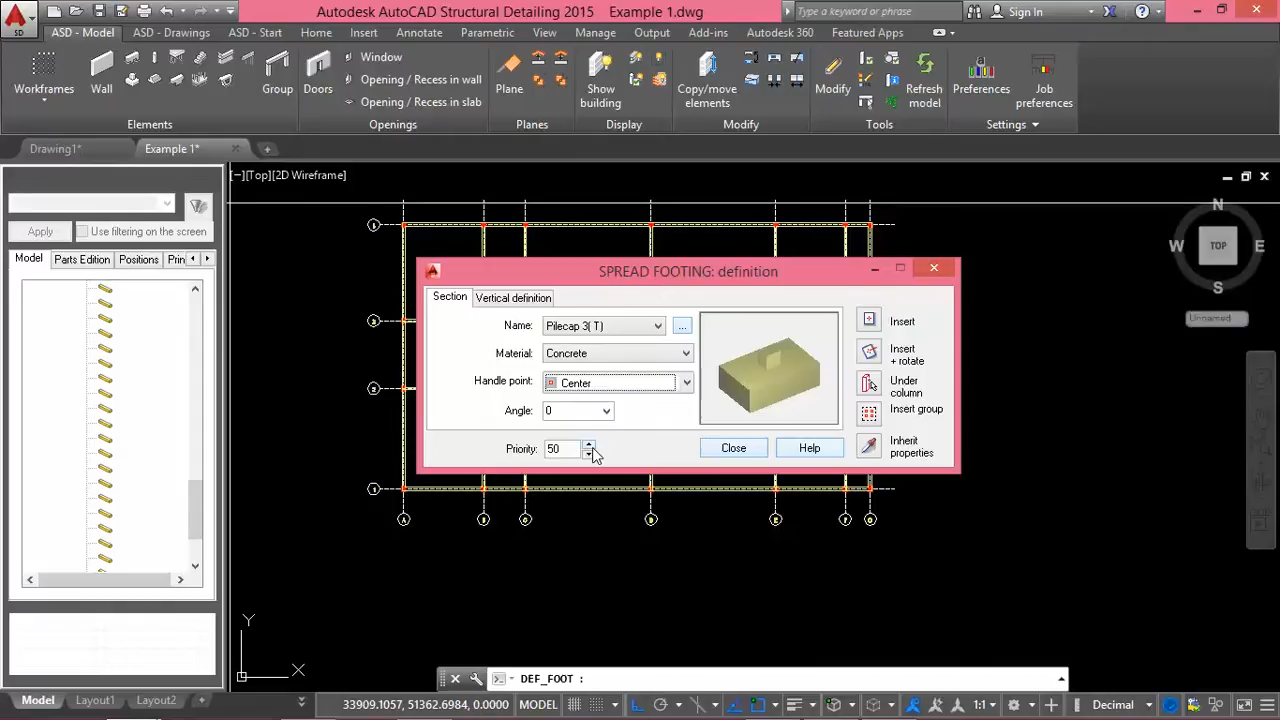 Autodesk AutoCAD Structural Detailing 2015 Example 1.dwg
Type a keyword or phrase
Sign In
SD
ASD - Model
ASD - Drawings
ASD - Start
Home
Insert
Annotate
Parametric
View
Manage
Output
Add-ins
Autodesk 360
Featured Apps
Workframes
Wall
Group
Elements
Doors
Window
Opening / Recess in wall
Opening / Recess in slab
Openings
Plane
Planes
Show building
Display
Copy/move elements
Modify
Modify
Refresh model
Tools
Preferences
Job preferences
Settings
Drawing1*
Example 1*
[−][Top][2D Wireframe]
Apply
Use filtering on the screen
Model
Parts Edition
Positions
Prin
N
W
TOP
E
S
Unnamed
SPREAD FOOTING: definition
Section
Vertical definition
Name:
Pilecap 3( T)
...
Material:
Concrete
Handle point:
Center
Angle:
0
Priority:
50
Close
Help
Insert
Insert + rotate
Under column
Insert group
Inherit properties
A
D
E
F
Y
X
DEF_FOOT :
Model
Layout1
Layout2
+
33909.1057, 51362.6984, 0.0000
MODEL
1:1
Decimal